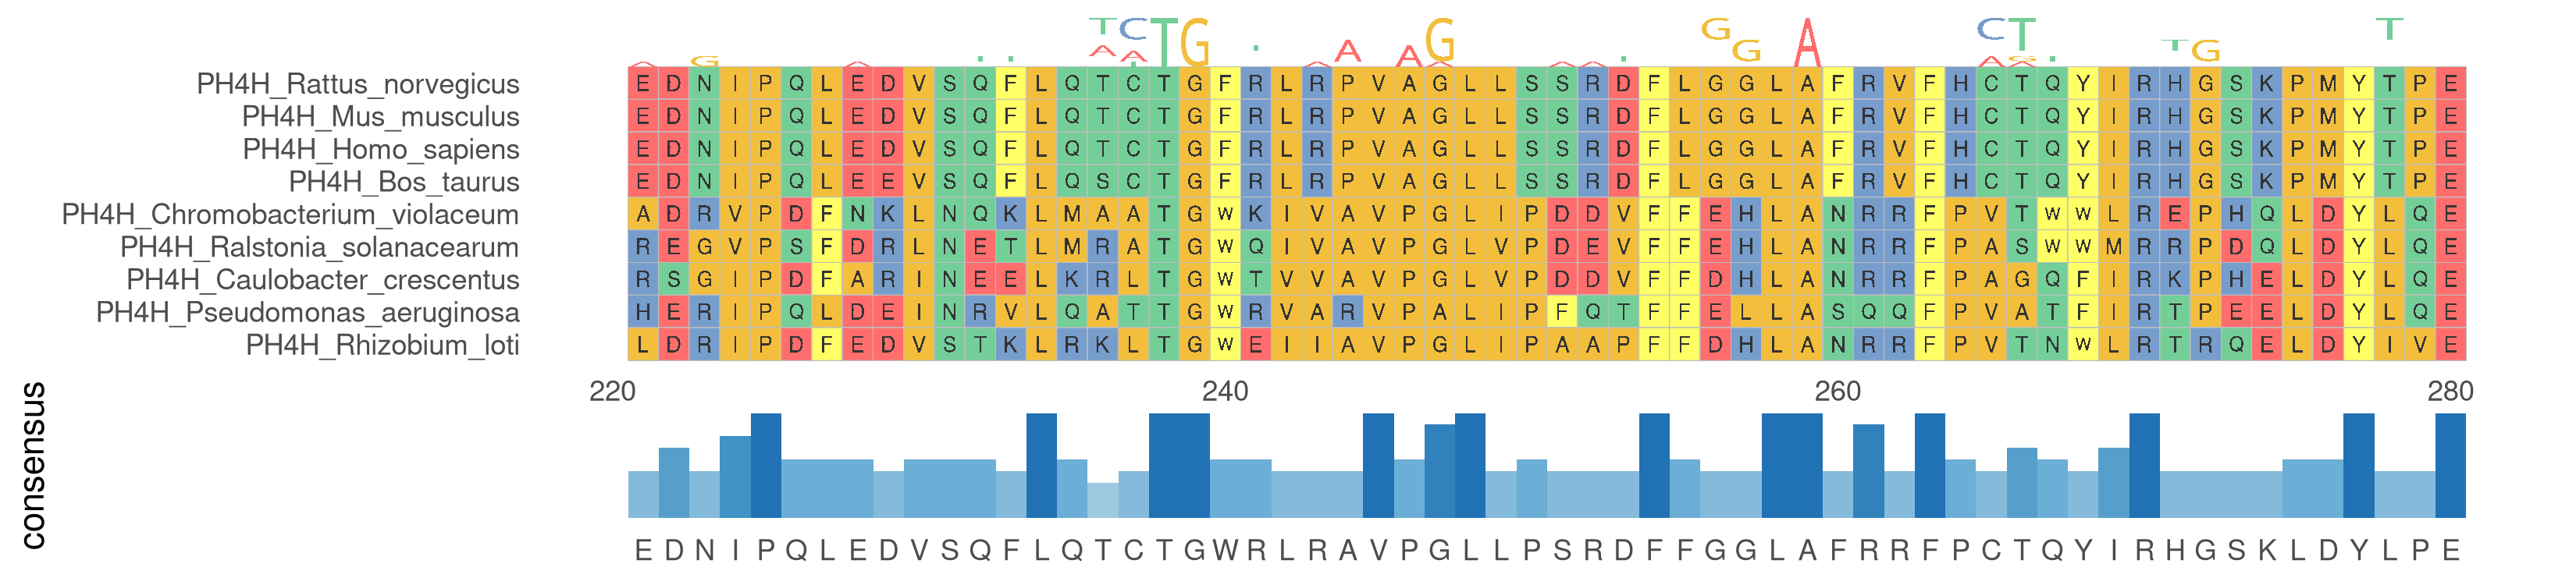 T C T G A G G G A C T T G T
A A A G A G
PH4H_Rattus_norvegicus E D N I P Q L E D V S Q F L Q T C T G F R L R P V A G L L S S R D F L G G L A F R V F H C T Q Y I R H G S K P M Y T P E
PH4H_Mus_musculus E D N I P Q L E D V S Q F L Q T C T G F R L R P V A G L L S S R D F L G G L A F R V F H C T Q Y I R H G S K P M Y T P E
PH4H_Homo_sapiens E D N I P Q L E D V S Q F L Q T C T G F R L R P V A G L L S S R D F L G G L A F R V F H C T Q Y I R H G S K P M Y T P E
PH4H_Bos_taurus E D N I P Q L E E V S Q F L Q S C T G F R L R P V A G L L S S R D F L G G L A F R V F H C T Q Y I R H G S K P M Y T P E
PH4H_Chromobacterium_violaceum A D R V P D F N K L N Q K L M A A T G W K I V A V P G L I P D D V F F E H L A N R R F P V T W W L R E P H Q L D Y L Q E
PH4H_Ralstonia_solanacearum R E G V P S F D R L N E T L M R A T G W Q I V A V P G L V P D E V F F E H L A N R R F P A S W W M R R P D Q L D Y L Q E
PH4H_Caulobacter_crescentus R S G I P D F A R I N E E L K R L T G W T V V A V P G L V P D D V F F D H L A N R R F P A G Q F I R K P H E L D Y L Q E
PH4H_Pseudomonas_aeruginosa H E R I P Q L D E I N R V L Q A T T G W R V A R V P A L I P F Q T F F E L L A S Q Q F P V A T F I R T P E E L D Y L Q E
PH4H_Rhizobium_loti L D R I P D F E D V S T K L R K L T G W E I I A V P G L I P A A P F F D H L A N R R F P V T N W L R T R Q E L D Y I V E
220 240 260 280
consensus
E D N I P Q L E D V S Q F L Q T C T G W R L R A V P G L L P S R D F F G G L A F R R F P C T Q Y I R H G S K L D Y L P E